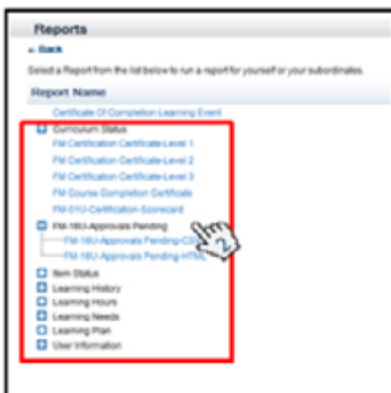 Reports
← Back
Select a Report from the list below to run a report for yourself or your subordinates.
Report Name
Certificate Of Completion Learning Event
Curriculum Status
FM Certification Certificate-Level 1
FM Certification Certificate-Level 2
FM Certification Certificate-Level 3
FM Course Completion Certificate
FM-01U-Certification-Scorecard
FM-16U-Approvals Pending
FM-16U-Approvals Pending-CSV
2
FM-16U-Approvals Pending-HTML
Item Status
Learning History
Learning Hours
Learning Needs
Learning Plan
User Information